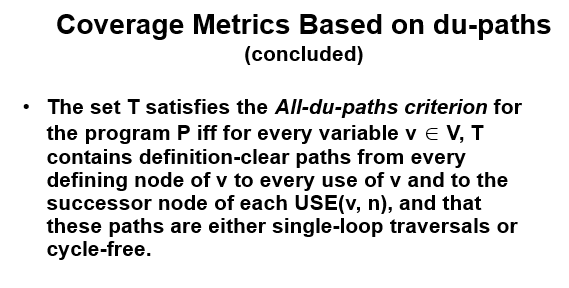 Coverage Metrics Based on du-paths
(concluded)
• The set T satisfies the All-du-paths criterion for
the program P iff for every variable v ∈ V, T
contains definition-clear paths from every
defining node of v to every use of v and to the
successor node of each USE(v, n), and that
these paths are either single-loop traversals or
cycle-free.